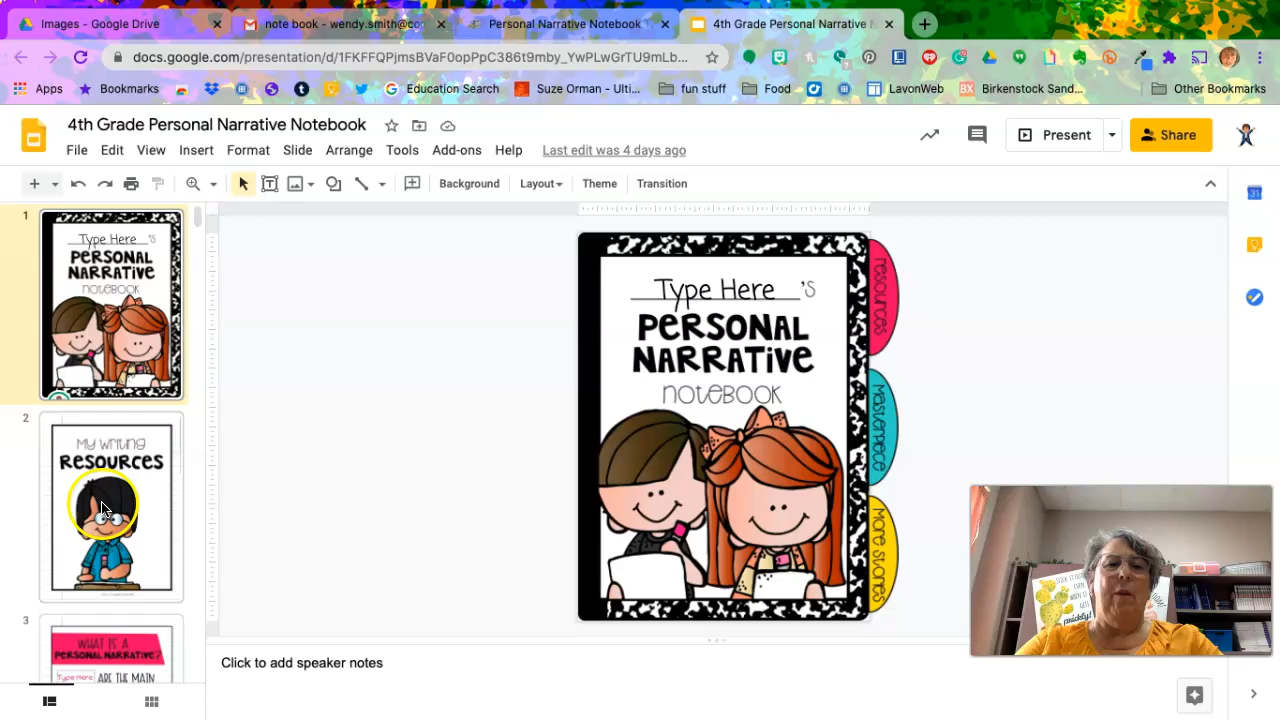 Images - Google Drive
note book - wendy.smith@co
Personal Narrative Notebook
4th Grade Personal Narrative
docs.google.com/presentation/d/1FKFFQPjmsBVaF0opPpC386t9mby_YwPLwGrTU9mLb...
Apps
Bookmarks
Education Search
Suze Orman - Ulti...
fun stuff
Food
LavonWeb
BX
Birkenstock Sand...
Other Bookmarks
4th Grade Personal Narrative Notebook
Present
Share
File Edit View Insert Format Slide Arrange Tools Add-ons Help Last edit was 4 days ago
Background Layout Theme Transition
31
1
Type Here 's
PERSONAL
NARRATIVE
NOTEBOOK
2
My Writing
RESOURCES
3
WHAT IS A
PERSONAL NARRATIVE?
Type Here ARE THE MAIN
Type Here 's
PERSONAL
NARRATIVE
NOTEBOOK
resources
masterpiece
more stories
Click to add speaker notes
prickly!